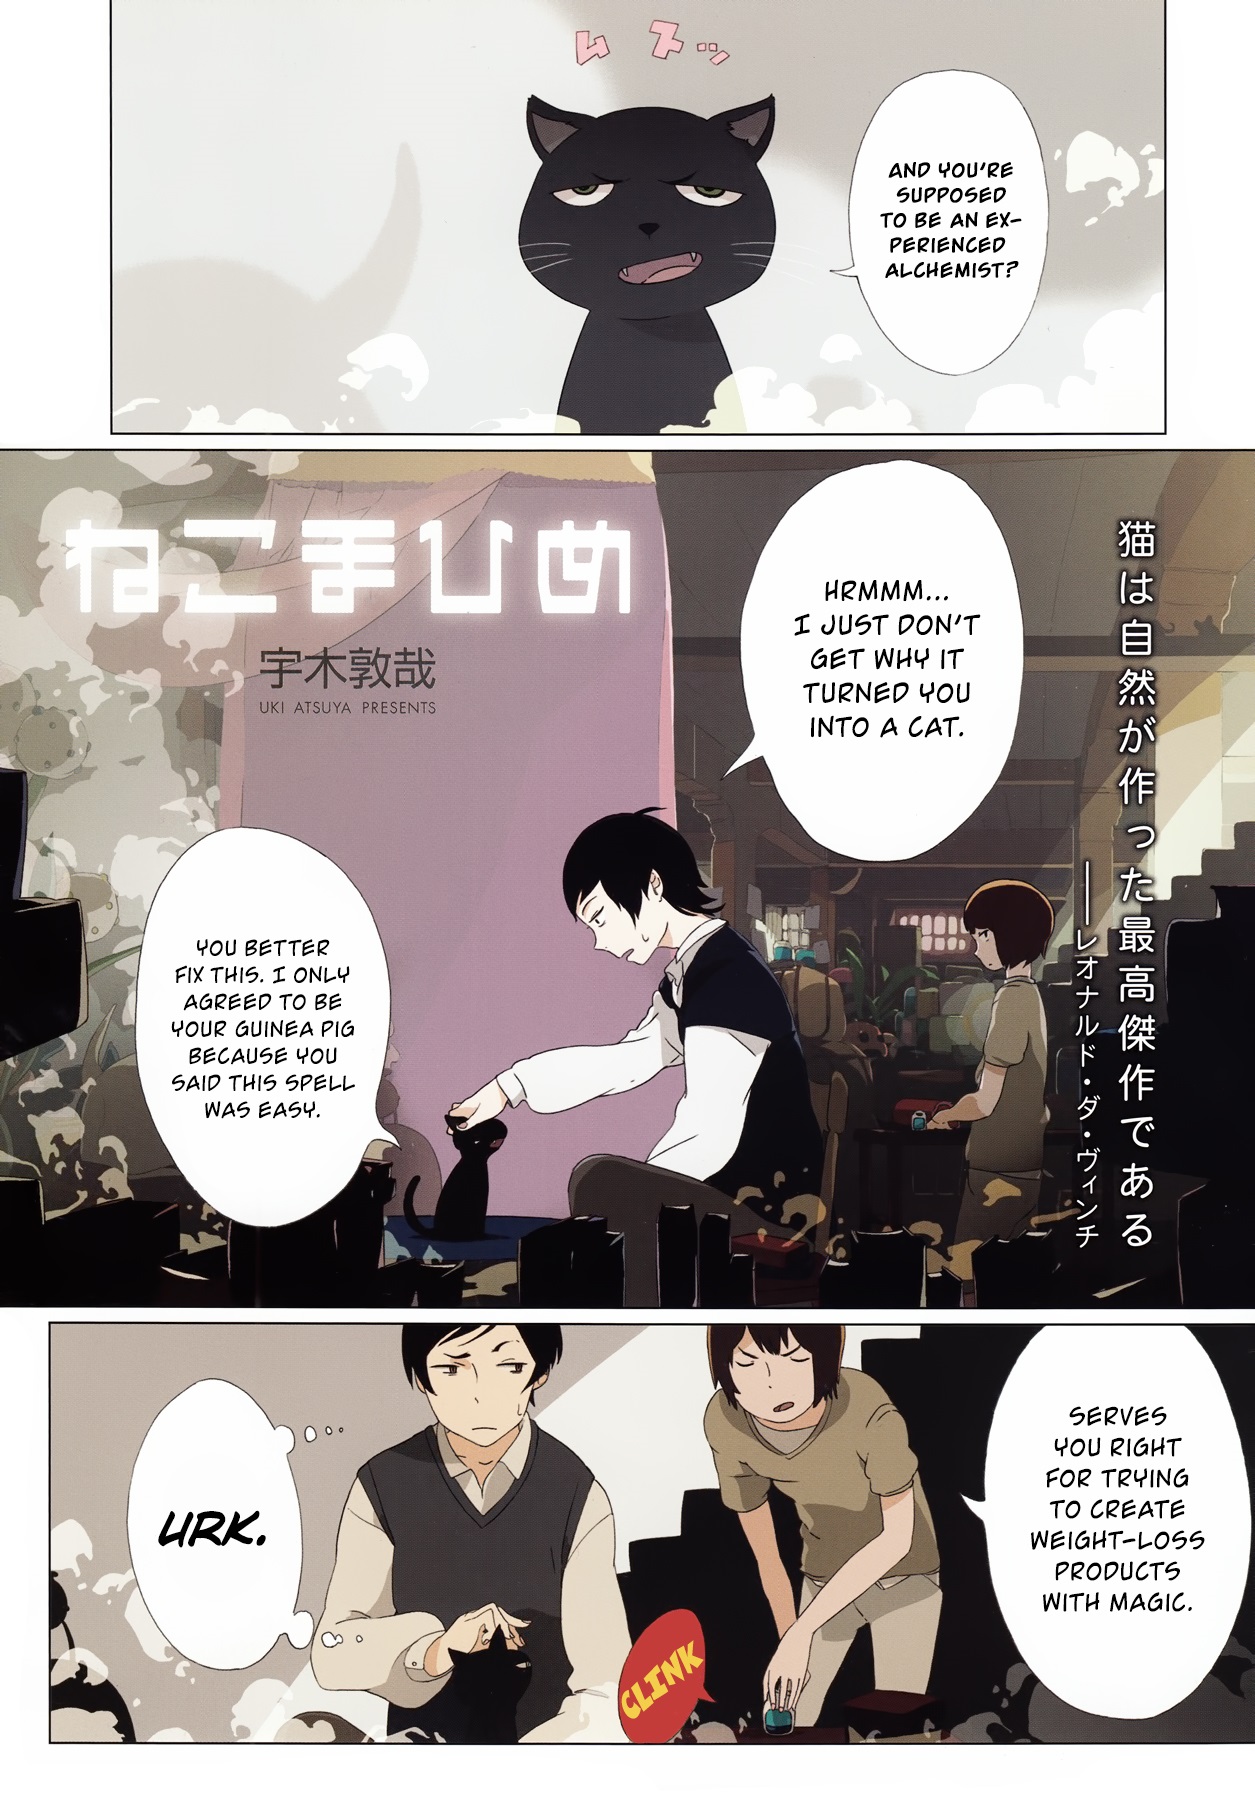 ムスッ
AND YOU'RE
SUPPOSED
TO BE AN EX-
PERIENCED
ALCHEMIST?
猫は自然が作った最高傑作である
――レオナルド・ダ・ヴィンチ
HRMMM...
I JUST DON'T
GET WHY IT
TURNED YOU
INTO A CAT.
ねこまひめ
宇木敦哉
UKI ATSUYA PRESENTS
YOU BETTER
FIX THIS. I ONLY
AGREED TO BE
YOUR GUINEA PIG
BECAUSE YOU
SAID THIS SPELL
WAS EASY.
SERVES
YOU RIGHT
FOR TRYING
TO CREATE
WEIGHT-LOSS
PRODUCTS
WITH MAGIC.
CLINK
URK.